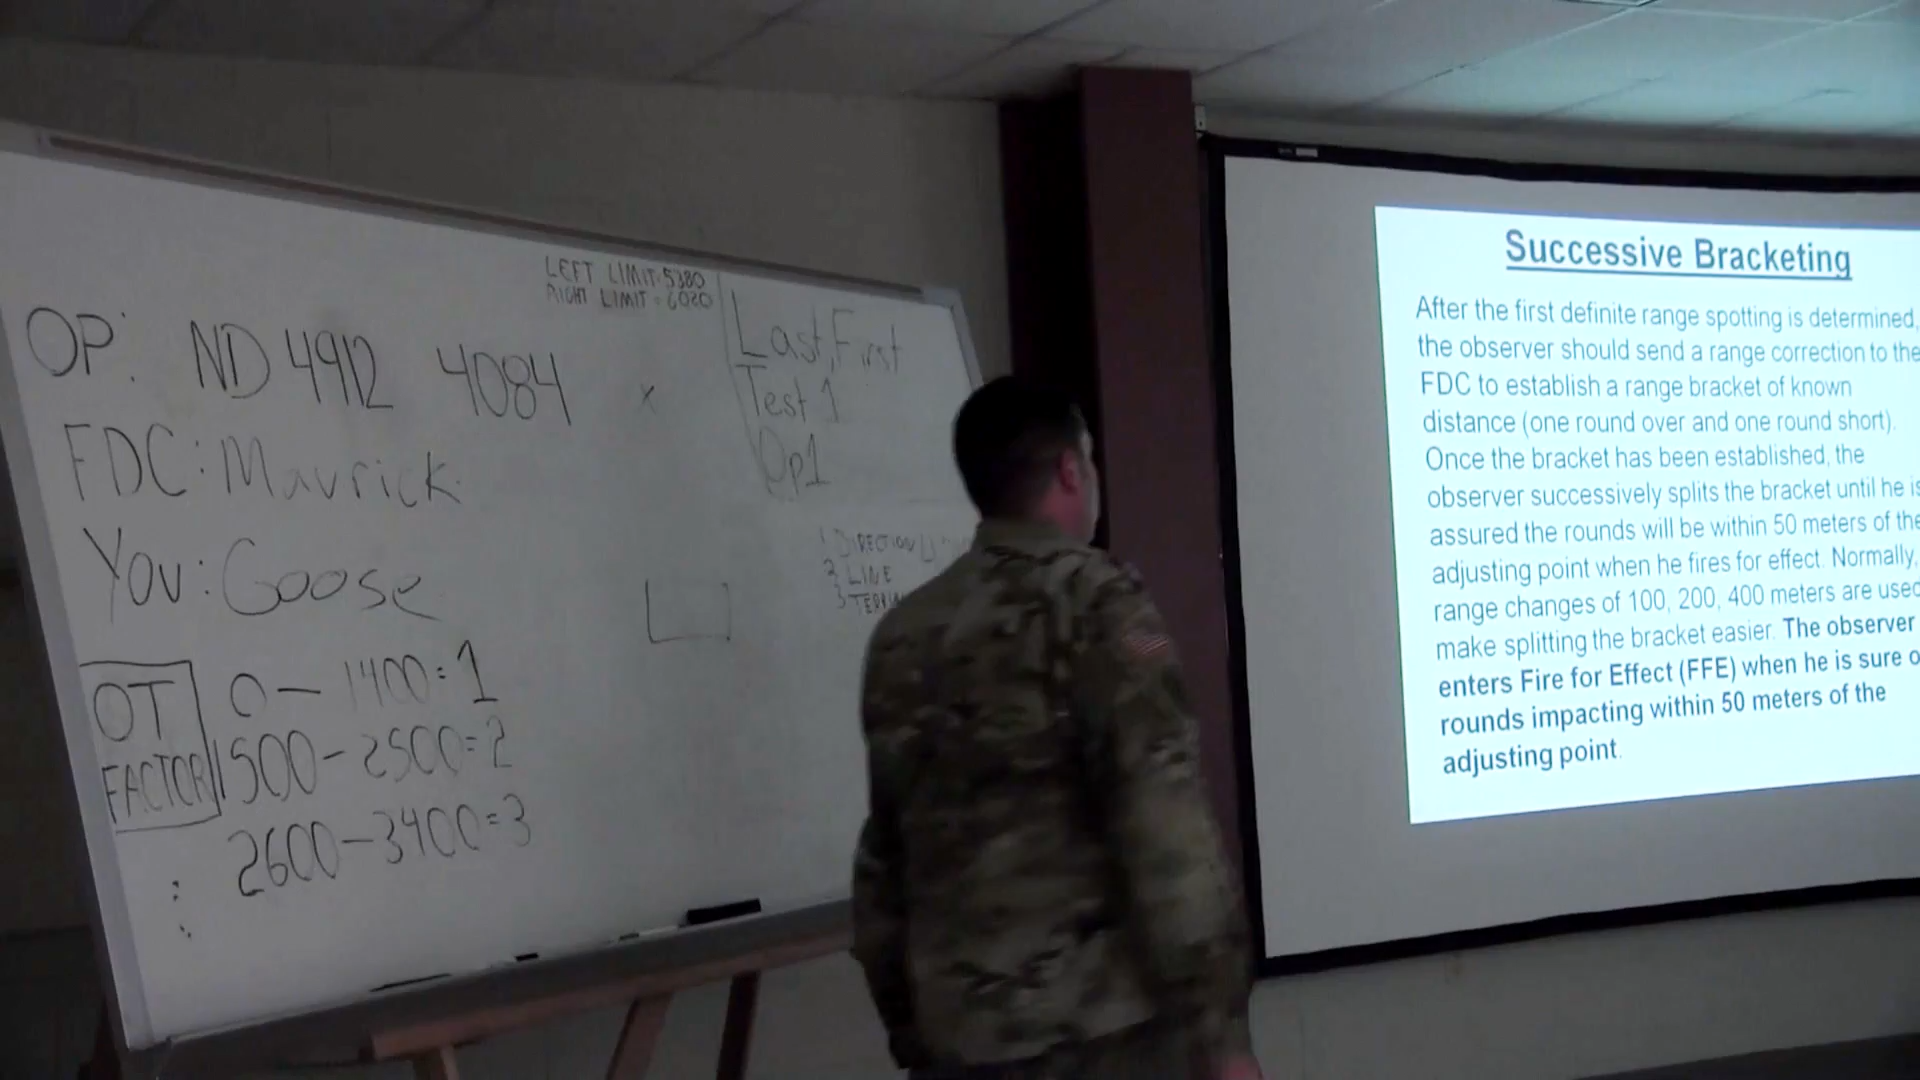 LEFT LIMIT:5380
RIGHT LIMIT = 6020
OP: ND 4912 4084 x
FDC: Mavrick
You: Goose
OT
FACTOR
0 - 1400 = 1
1500 - 2500 = 2
2600 - 3400 = 3
Last, First
Test 1
Op1
1 DIRECTION
2 LINE
3
Successive Bracketing
After the first definite range spotting is determined,
the observer should send a range correction to the
FDC to establish a range bracket of known
distance (one round over and one round short).
Once the bracket has been established, the
observer successively splits the bracket until he is
assured the rounds will be within 50 meters of the
adjusting point when he fires for effect. Normally,
range changes of 100, 200, 400 meters are used
make splitting the bracket easier. The observer
enters Fire for Effect (FFE) when he is sure o
rounds impacting within 50 meters of the
adjusting point.